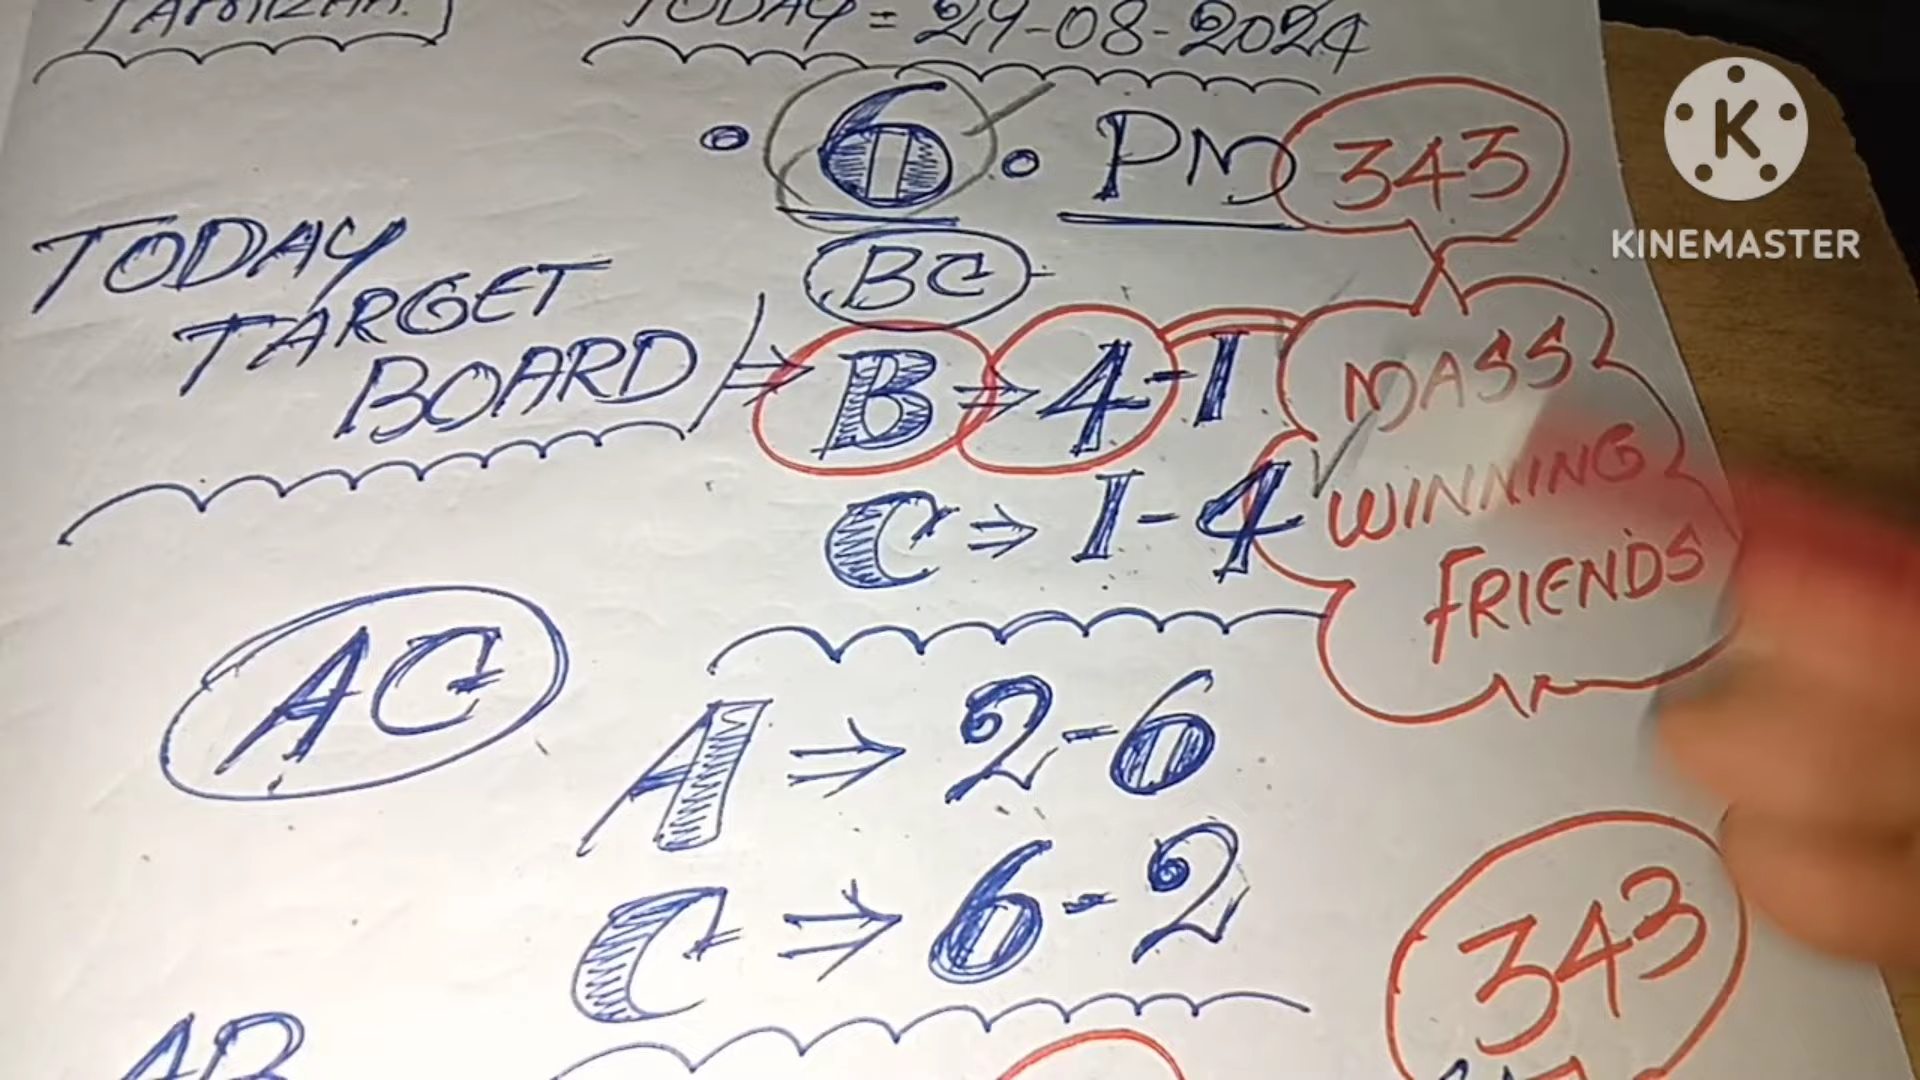 TODAY = 29-08-2024
6 PM 343
KINEMASTER
TODAY
TARGET
BOARD
BC
B ⇒ 4-1
C ⇒ 1-4
MASS
WINNING
FRIENDS
AC
A ⇒ 2-6
C ⇒ 6-2
343
AB